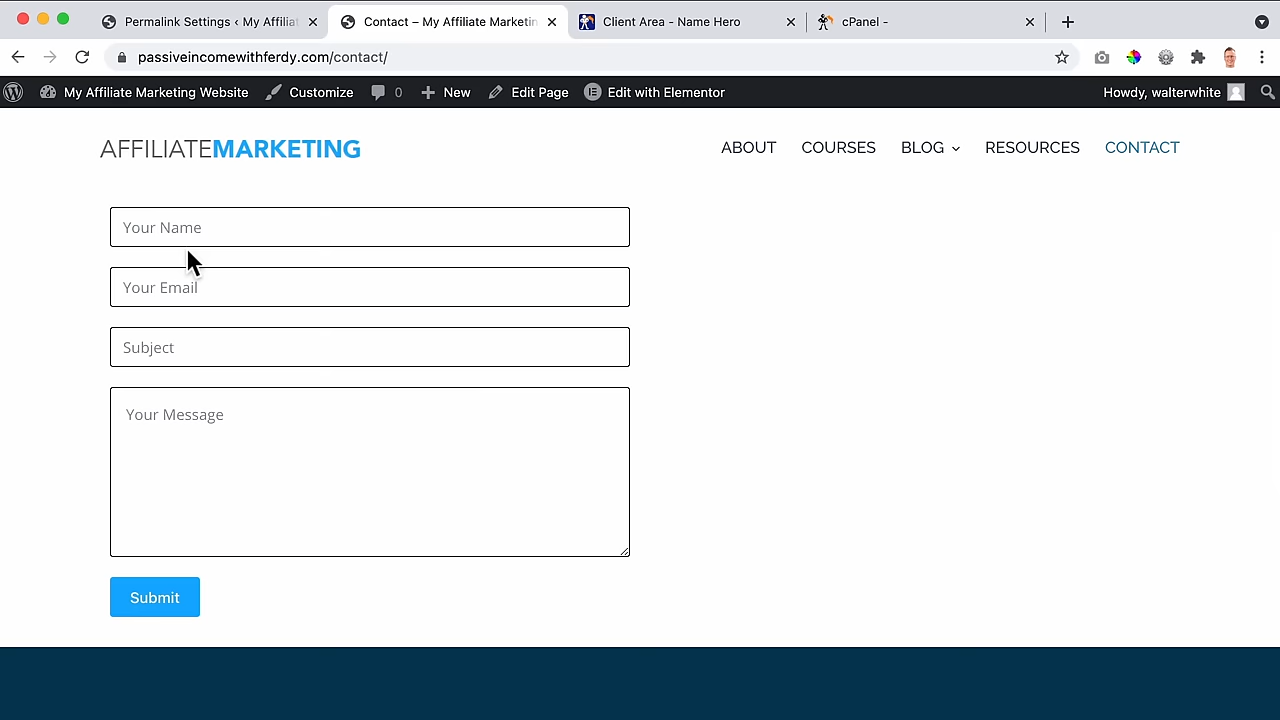 Permalink Settings ‹ My Affilia
Contact – My Affiliate Marketin
Client Area - Name Hero
cPanel -
passiveincomewithferdy.com/contact/
My Affiliate Marketing Website
Customize
0
New
Edit Page
Edit with Elementor
Howdy, walterwhite
AFFILIATEMARKETING
ABOUT
COURSES
BLOG
RESOURCES
CONTACT
Your Name
Your Email
Subject
Your Message
Submit